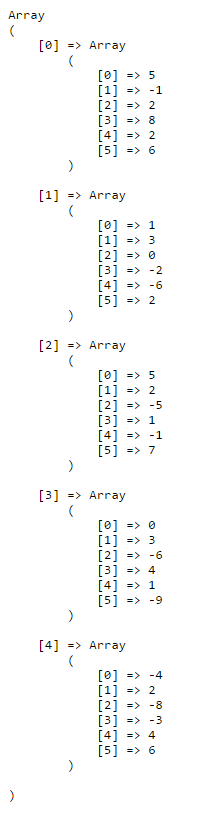 Array
(
    [0] => Array
        (
            [0] => 5
            [1] => -1
            [2] => 2
            [3] => 8
            [4] => 2
            [5] => 6
        )

    [1] => Array
        (
            [0] => 1
            [1] => 3
            [2] => 0
            [3] => -2
            [4] => -6
            [5] => 2
        )

    [2] => Array
        (
            [0] => 5
            [1] => 2
            [2] => -5
            [3] => 1
            [4] => -1
            [5] => 7
        )

    [3] => Array
        (
            [0] => 0
            [1] => 3
            [2] => -6
            [3] => 4
            [4] => 1
            [5] => -9
        )

    [4] => Array
        (
            [0] => -4
            [1] => 2
            [2] => -8
            [3] => -3
            [4] => 4
            [5] => 6
        )

)